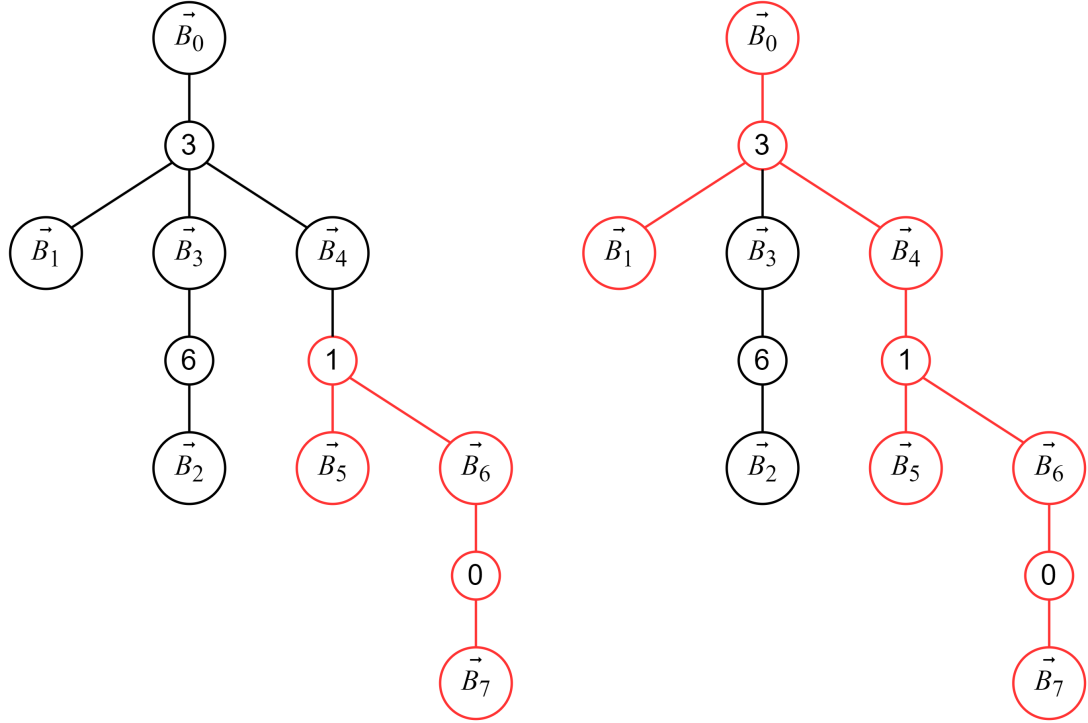 B⃗₀ B⃗₀
3 3
B⃗₁ B⃗₃ B⃗₄ B⃗₁ B⃗₃ B⃗₄
6 1 6 1
B⃗₂ B⃗₅ B⃗₆ B⃗₂ B⃗₅ B⃗₆
0 0
B⃗₇ B⃗₇